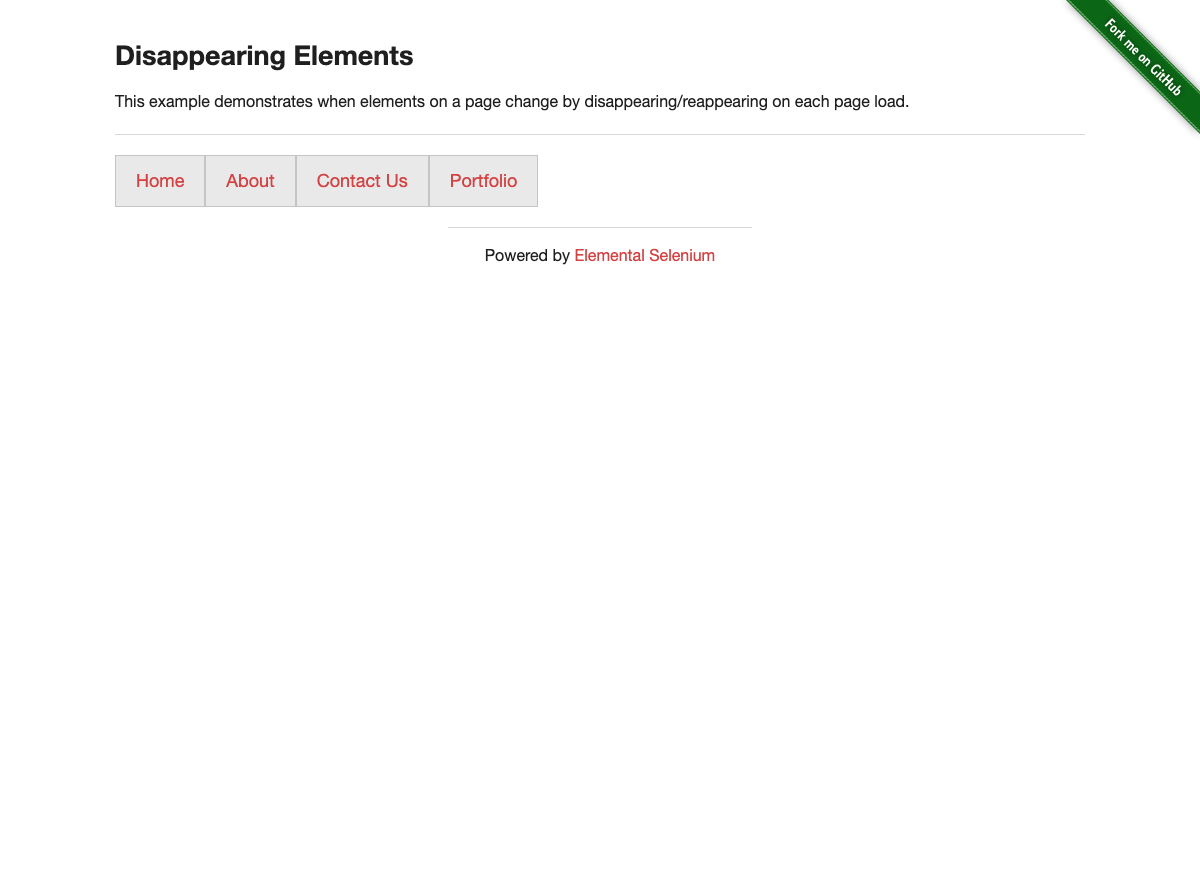 Fork me on GitHub
Disappearing Elements
This example demonstrates when elements on a page change by disappearing/reappearing on each page load.
Home About Contact Us Portfolio
Powered by Elemental Selenium